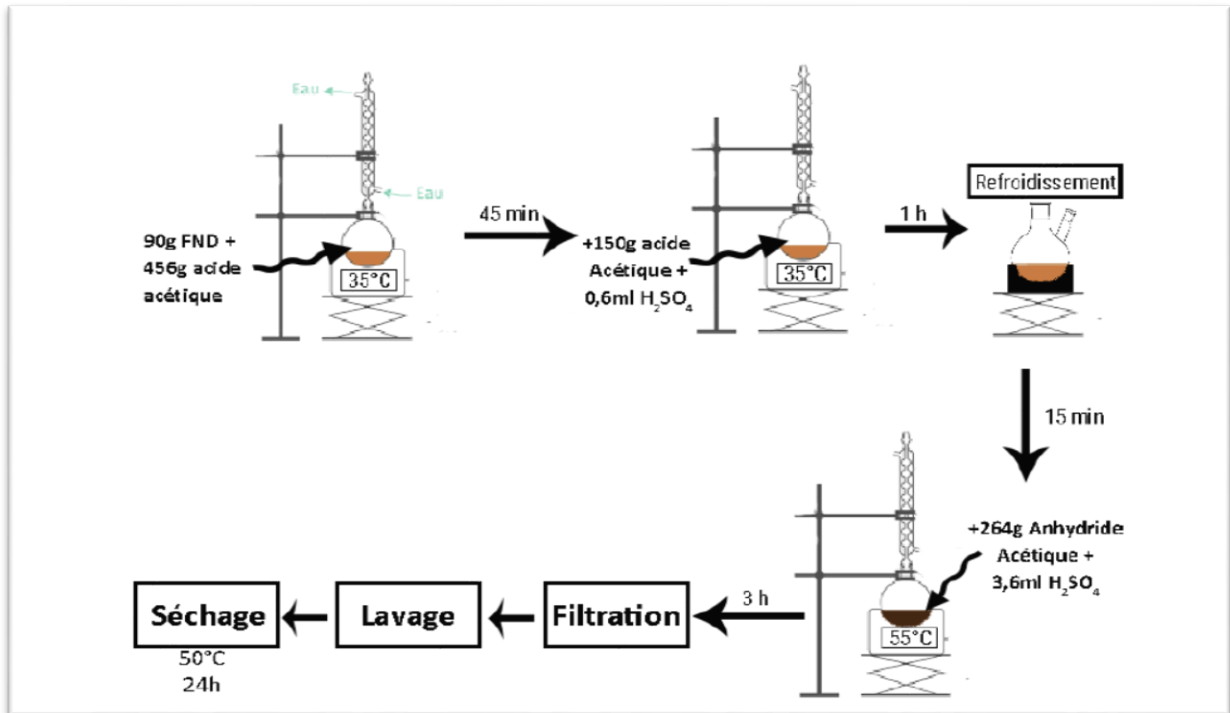 Eau
Eau
90g FND +
456g acide
acétique
35°C
45 min
+150g acide
Acétique +
0,6ml H₂SO₄
35°C
1 h
Refroidissement
15 min
+264g Anhydride
Acétique +
3,6ml H₂SO₄
55°C
3 h
Filtration
Lavage
Séchage
50°C
24h